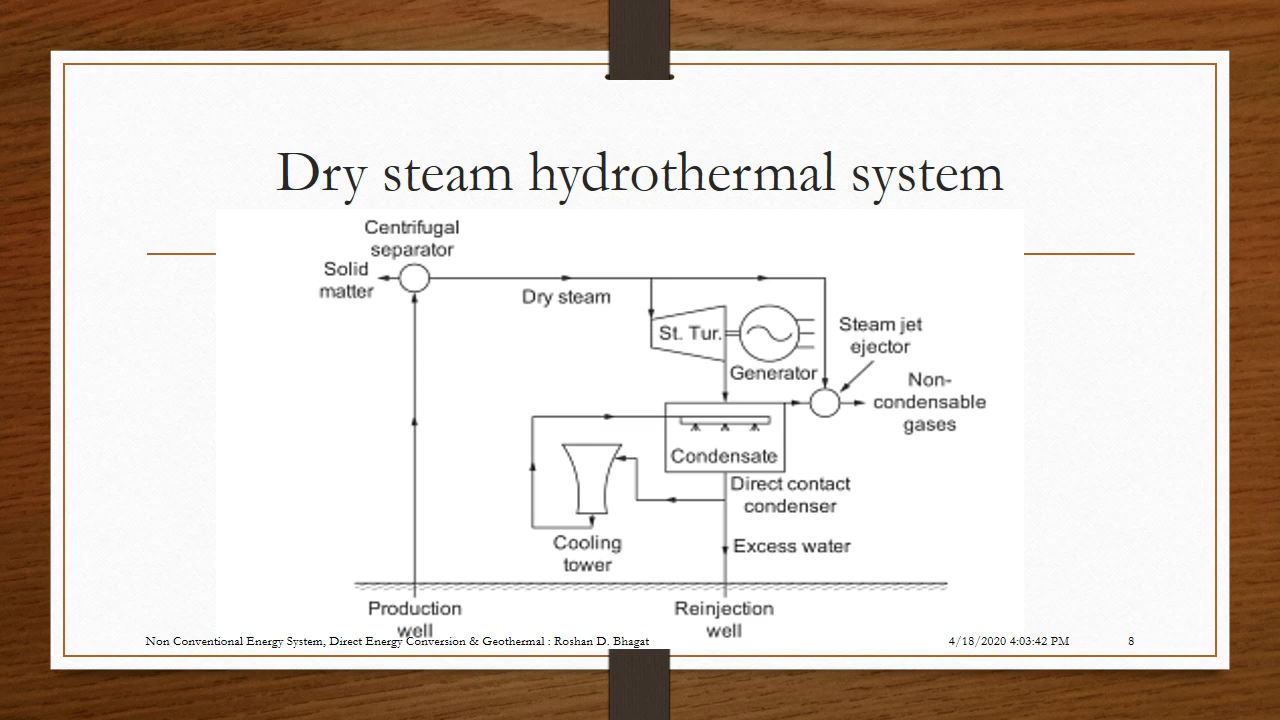 Dry steam hydrothermal system
Centrifugal
separator
Solid
matter
Dry steam
St. Tur.
Generator
Steam jet
ejector
Non-
condensable
gases
Condensate
Direct contact
condenser
Cooling
tower
Excess water
Production
well
Reinjection
well
Non Conventional Energy System, Direct Energy Conversion & Geothermal : Roshan D. Bhagat
4/18/2020 4:03:42 PM
8